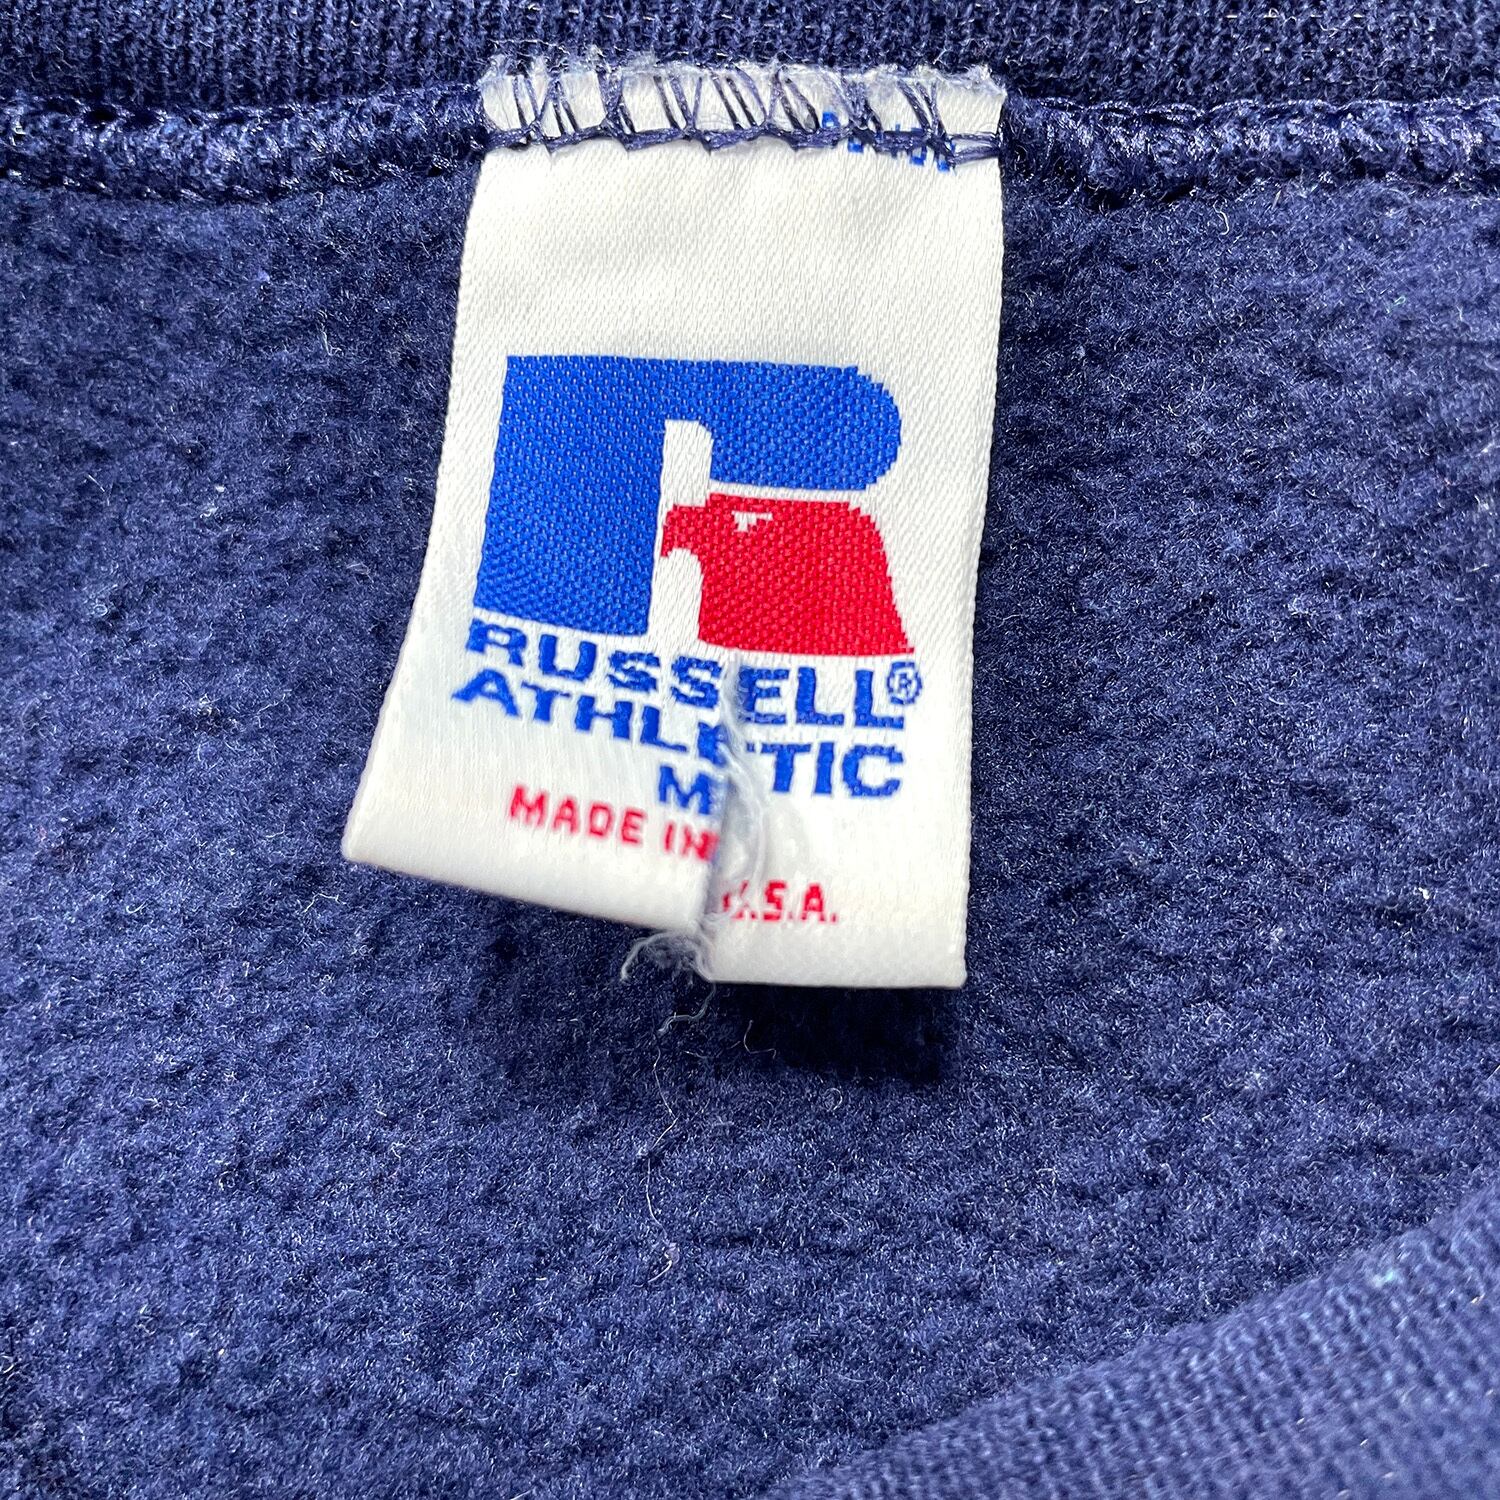 RUSSELL®
ATHLETIC
M
MADE IN
U.S.A.